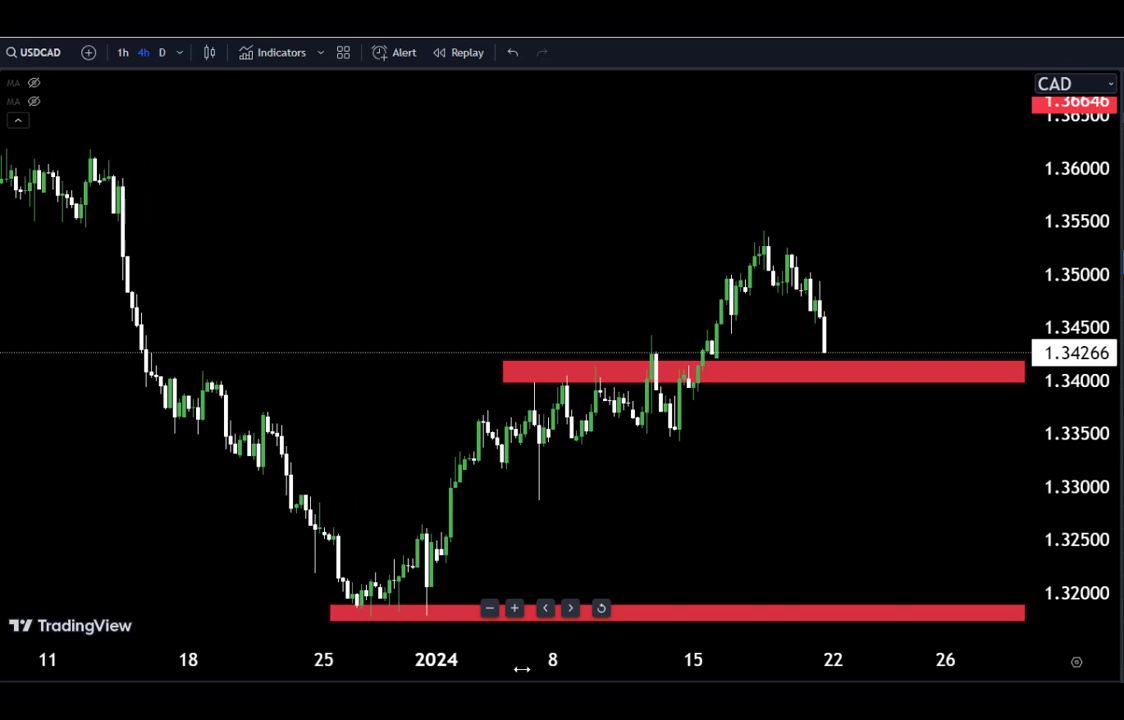 USDCAD 1h 4h D Indicators Alert Replay
MA
MA
CAD
1.36646
1.36500
1.36000
1.35500
1.35000
1.34500
1.34266
1.34000
1.33500
1.33000
1.32500
1.32000
TradingView
11 18 25 2024 8 15 22 26